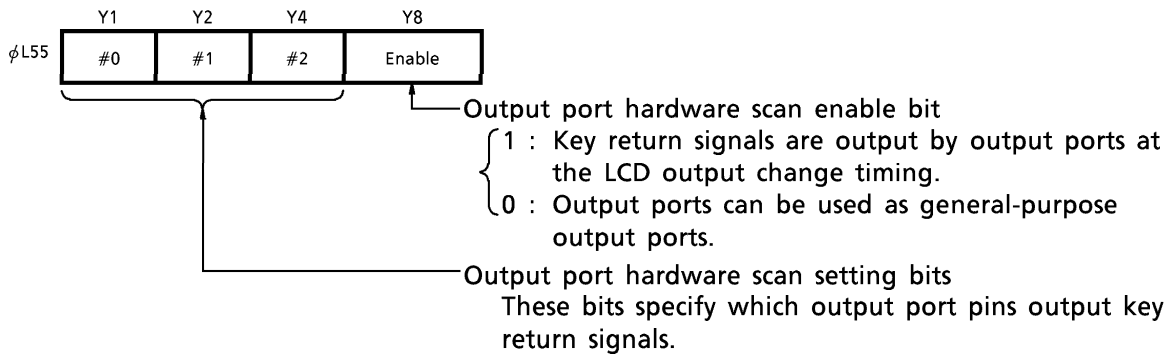 Y1 Y2 Y4 Y8
ϕL55 #0 #1 #2 Enable
Output port hardware scan enable bit
1 : Key return signals are output by output ports at
the LCD output change timing.
0 : Output ports can be used as general-purpose
output ports.
Output port hardware scan setting bits
These bits specify which output port pins output key
return signals.